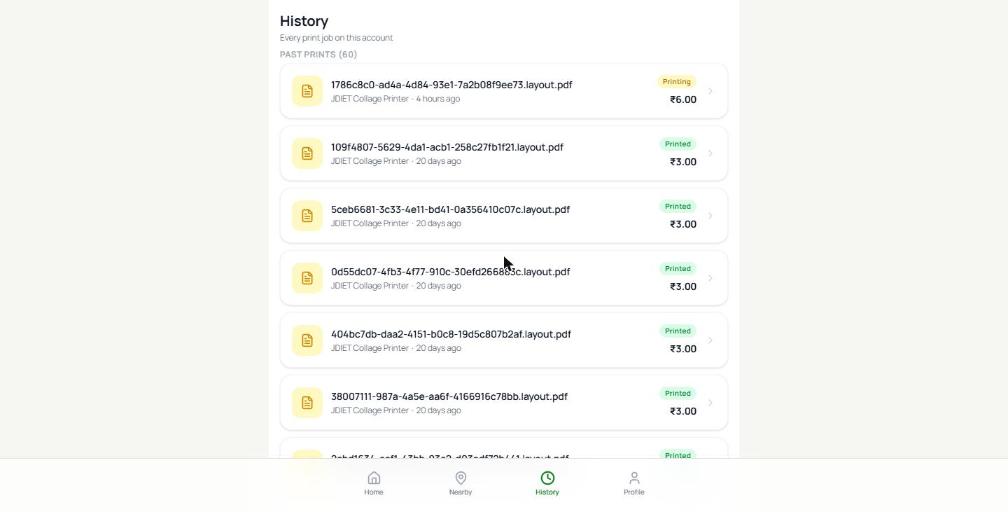 History
Every print job on this account
PAST PRINTS (60)
1786c8c0-ad4a-4d84-93e1-7a2b08f9ee73.layout.pdf
Printing
JDIET Collage Printer · 4 hours ago
₹6.00
109f4807-5629-4da1-acb1-258c27fb1f21.layout.pdf
Printed
JDIET Collage Printer · 20 days ago
₹3.00
5ceb6681-3c33-4e11-bd41-0a356410c07c.layout.pdf
Printed
JDIET Collage Printer · 20 days ago
₹3.00
Printed
JDIET Collage Printer · 20 days ago
₹3.00
404bc7db-daa2-4151-b0c8-19d5c807b2af.layout.pdf
Printed
JDIET Collage Printer · 20 days ago
₹3.00
38007111-987a-4a5e-aa6f-4166916c78bb.layout.pdf
Printed
JDIET Collage Printer · 20 days ago
₹3.00
Printed
Home
Nearby
History
Profile